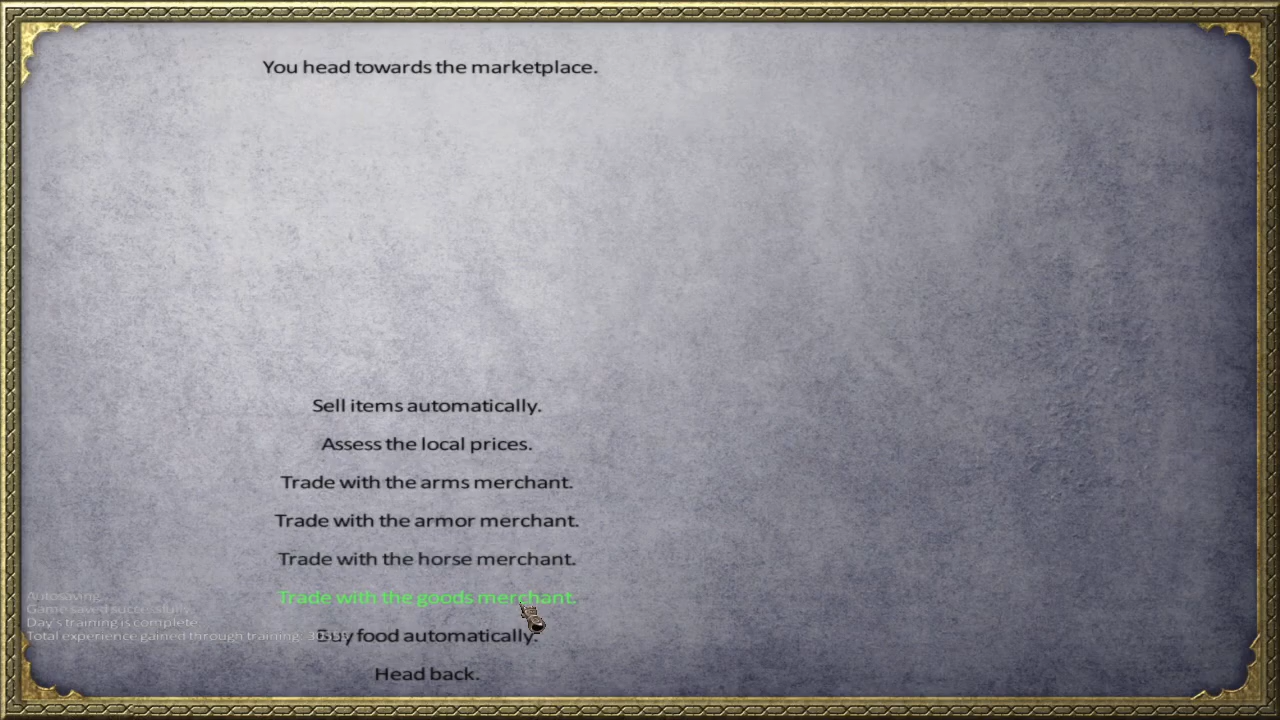 You head towards the marketplace.
Sell items automatically.
Assess the local prices.
Trade with the arms merchant.
Trade with the armor merchant.
Trade with the horse merchant.
Trade with the goods merchant.
Buy food automatically.
Head back.
Autosaving.
Game saved successfully.
Day's training is complete
Total experience gained through training: